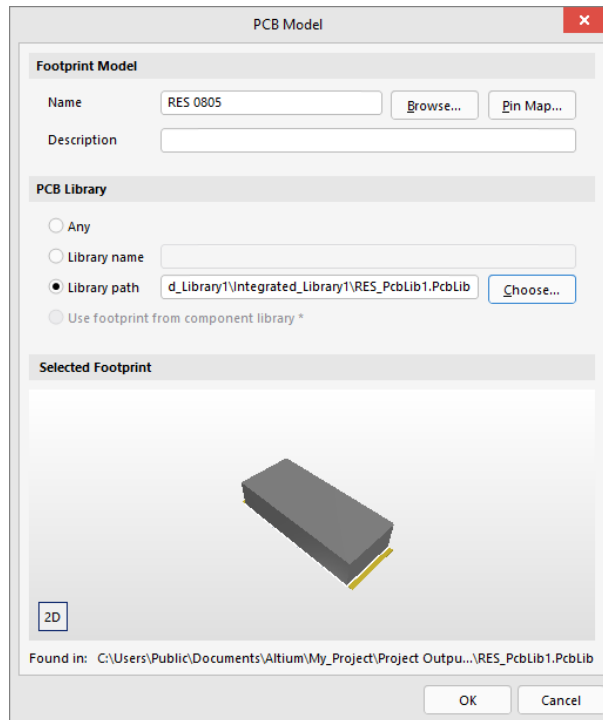 PCB Model
Footprint Model
Name RES 0805 Browse... Pin Map...
Description
PCB Library
Any
Library name
Library path d_Library1\Integrated_Library1\RES_PcbLib1.PcbLib Choose...
Use footprint from component library *
Selected Footprint
2D
Found in: C:\Users\Public\Documents\Altium\My_Project\Project Outpu...\RES_PcbLib1.PcbLib
OK Cancel